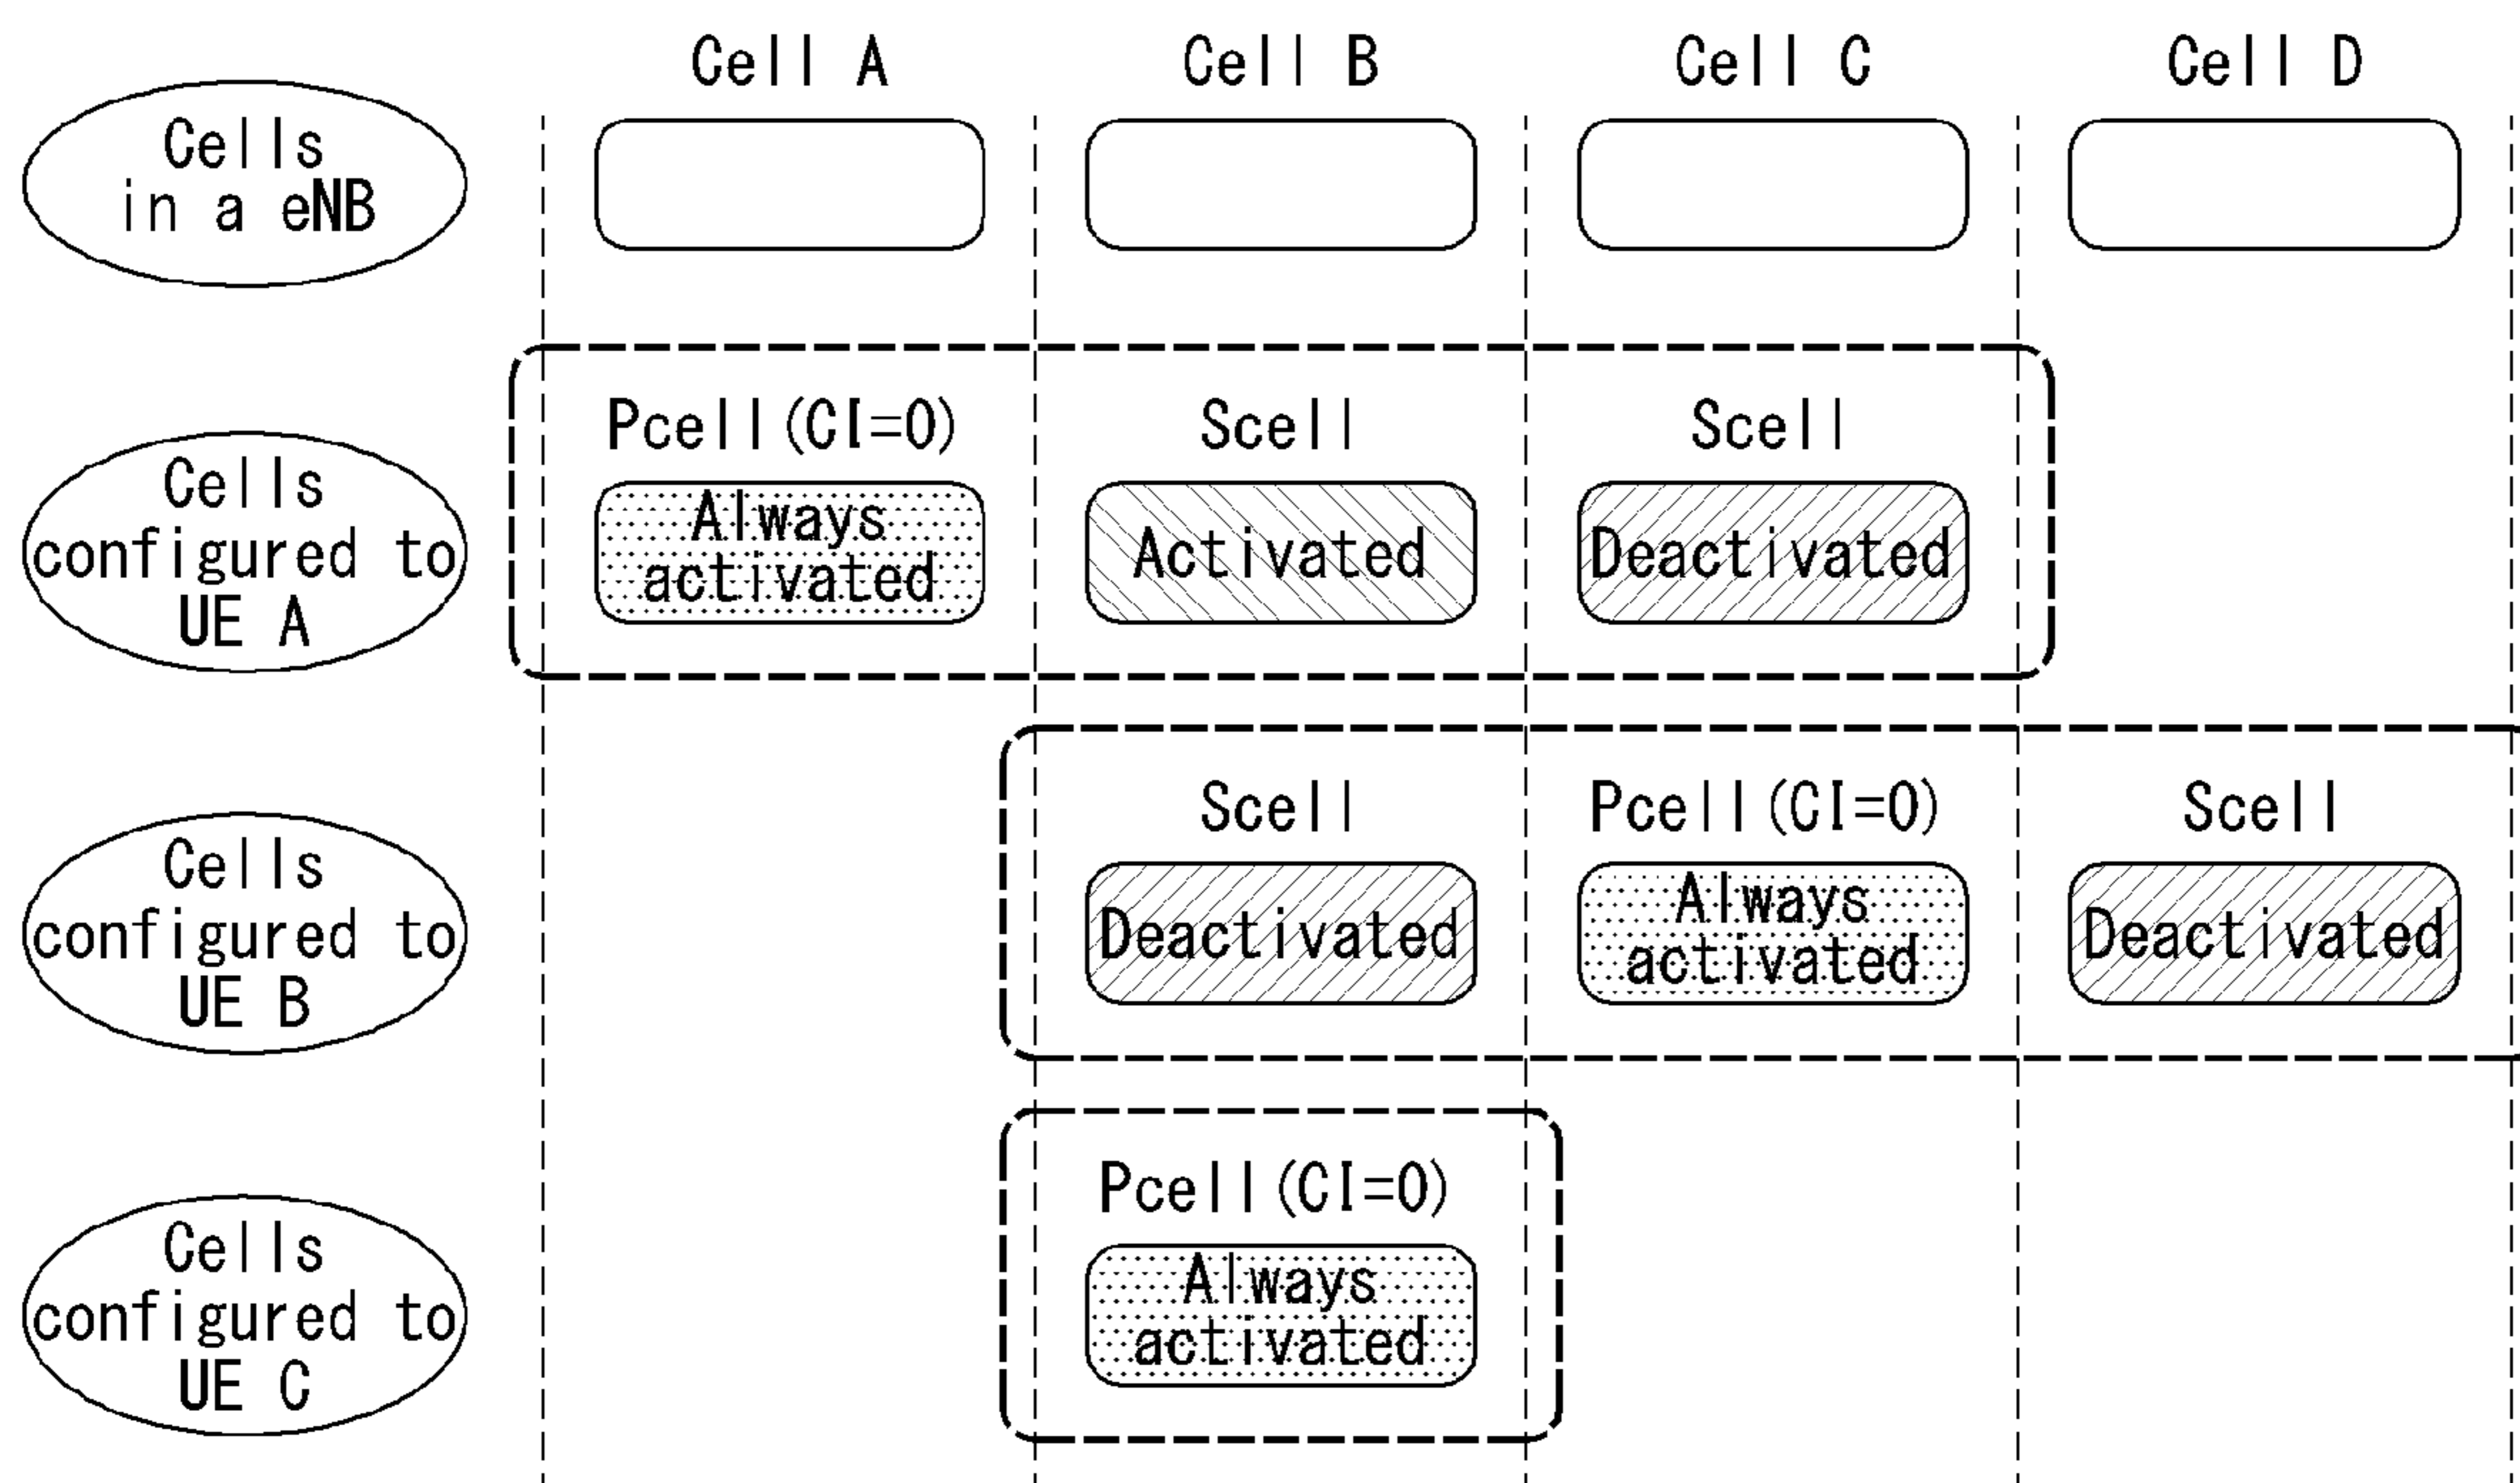 Cell A
Cell B
Cell C
Cell D
Cells
in a eNB
Pcell(CI=0)
Scell
Scell
Cells
configured to
UE A
Always
activated
Activated
Deactivated
Scell
Pcell(CI=0)
Scell
Cells
configured to
UE B
Deactivated
Always
activated
Deactivated
Pcell(CI=0)
Cells
configured to
UE C
Always
activated